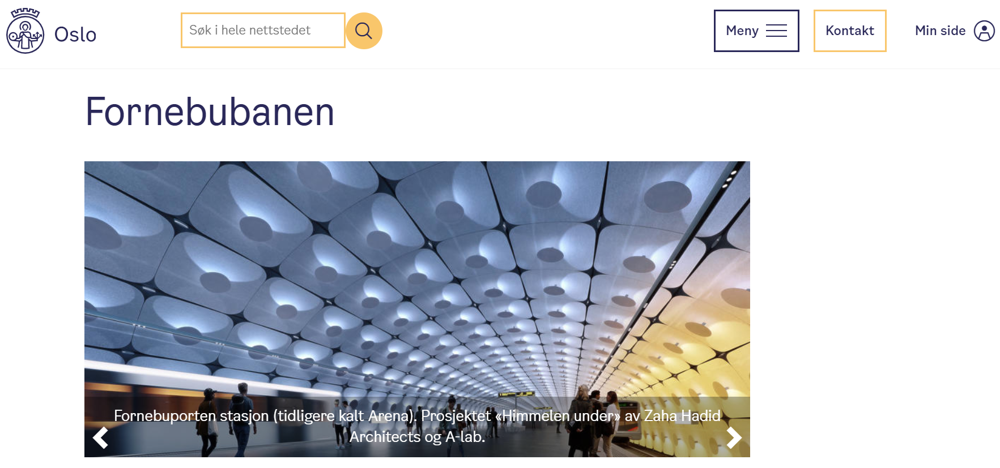 Oslo
Søk i hele nettstedet
Meny
Kontakt
Min side
Fornebubanen
Fornebuporten stasjon (tidligere kalt Arena). Prosjektet «Himmelen under» av Zaha Hadid
Architects og A-lab.